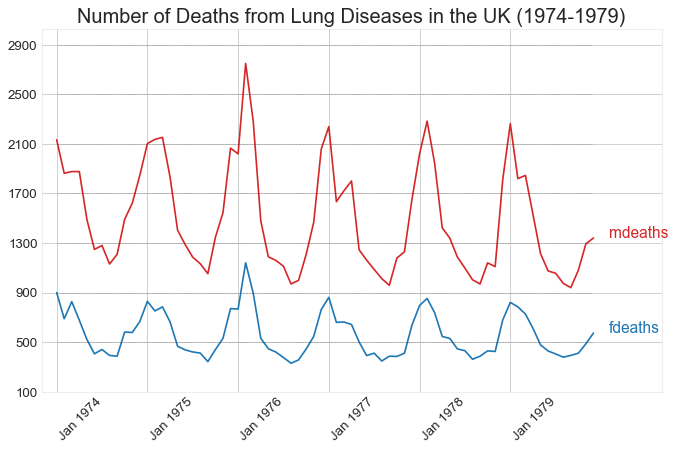 Number of Deaths from Lung Diseases in the UK (1974-1979)
2900
2500
2100
1700
1300
900
500
100
mdeaths
fdeaths
Jan 1974
Jan 1975
Jan 1976
Jan 1977
Jan 1978
Jan 1979